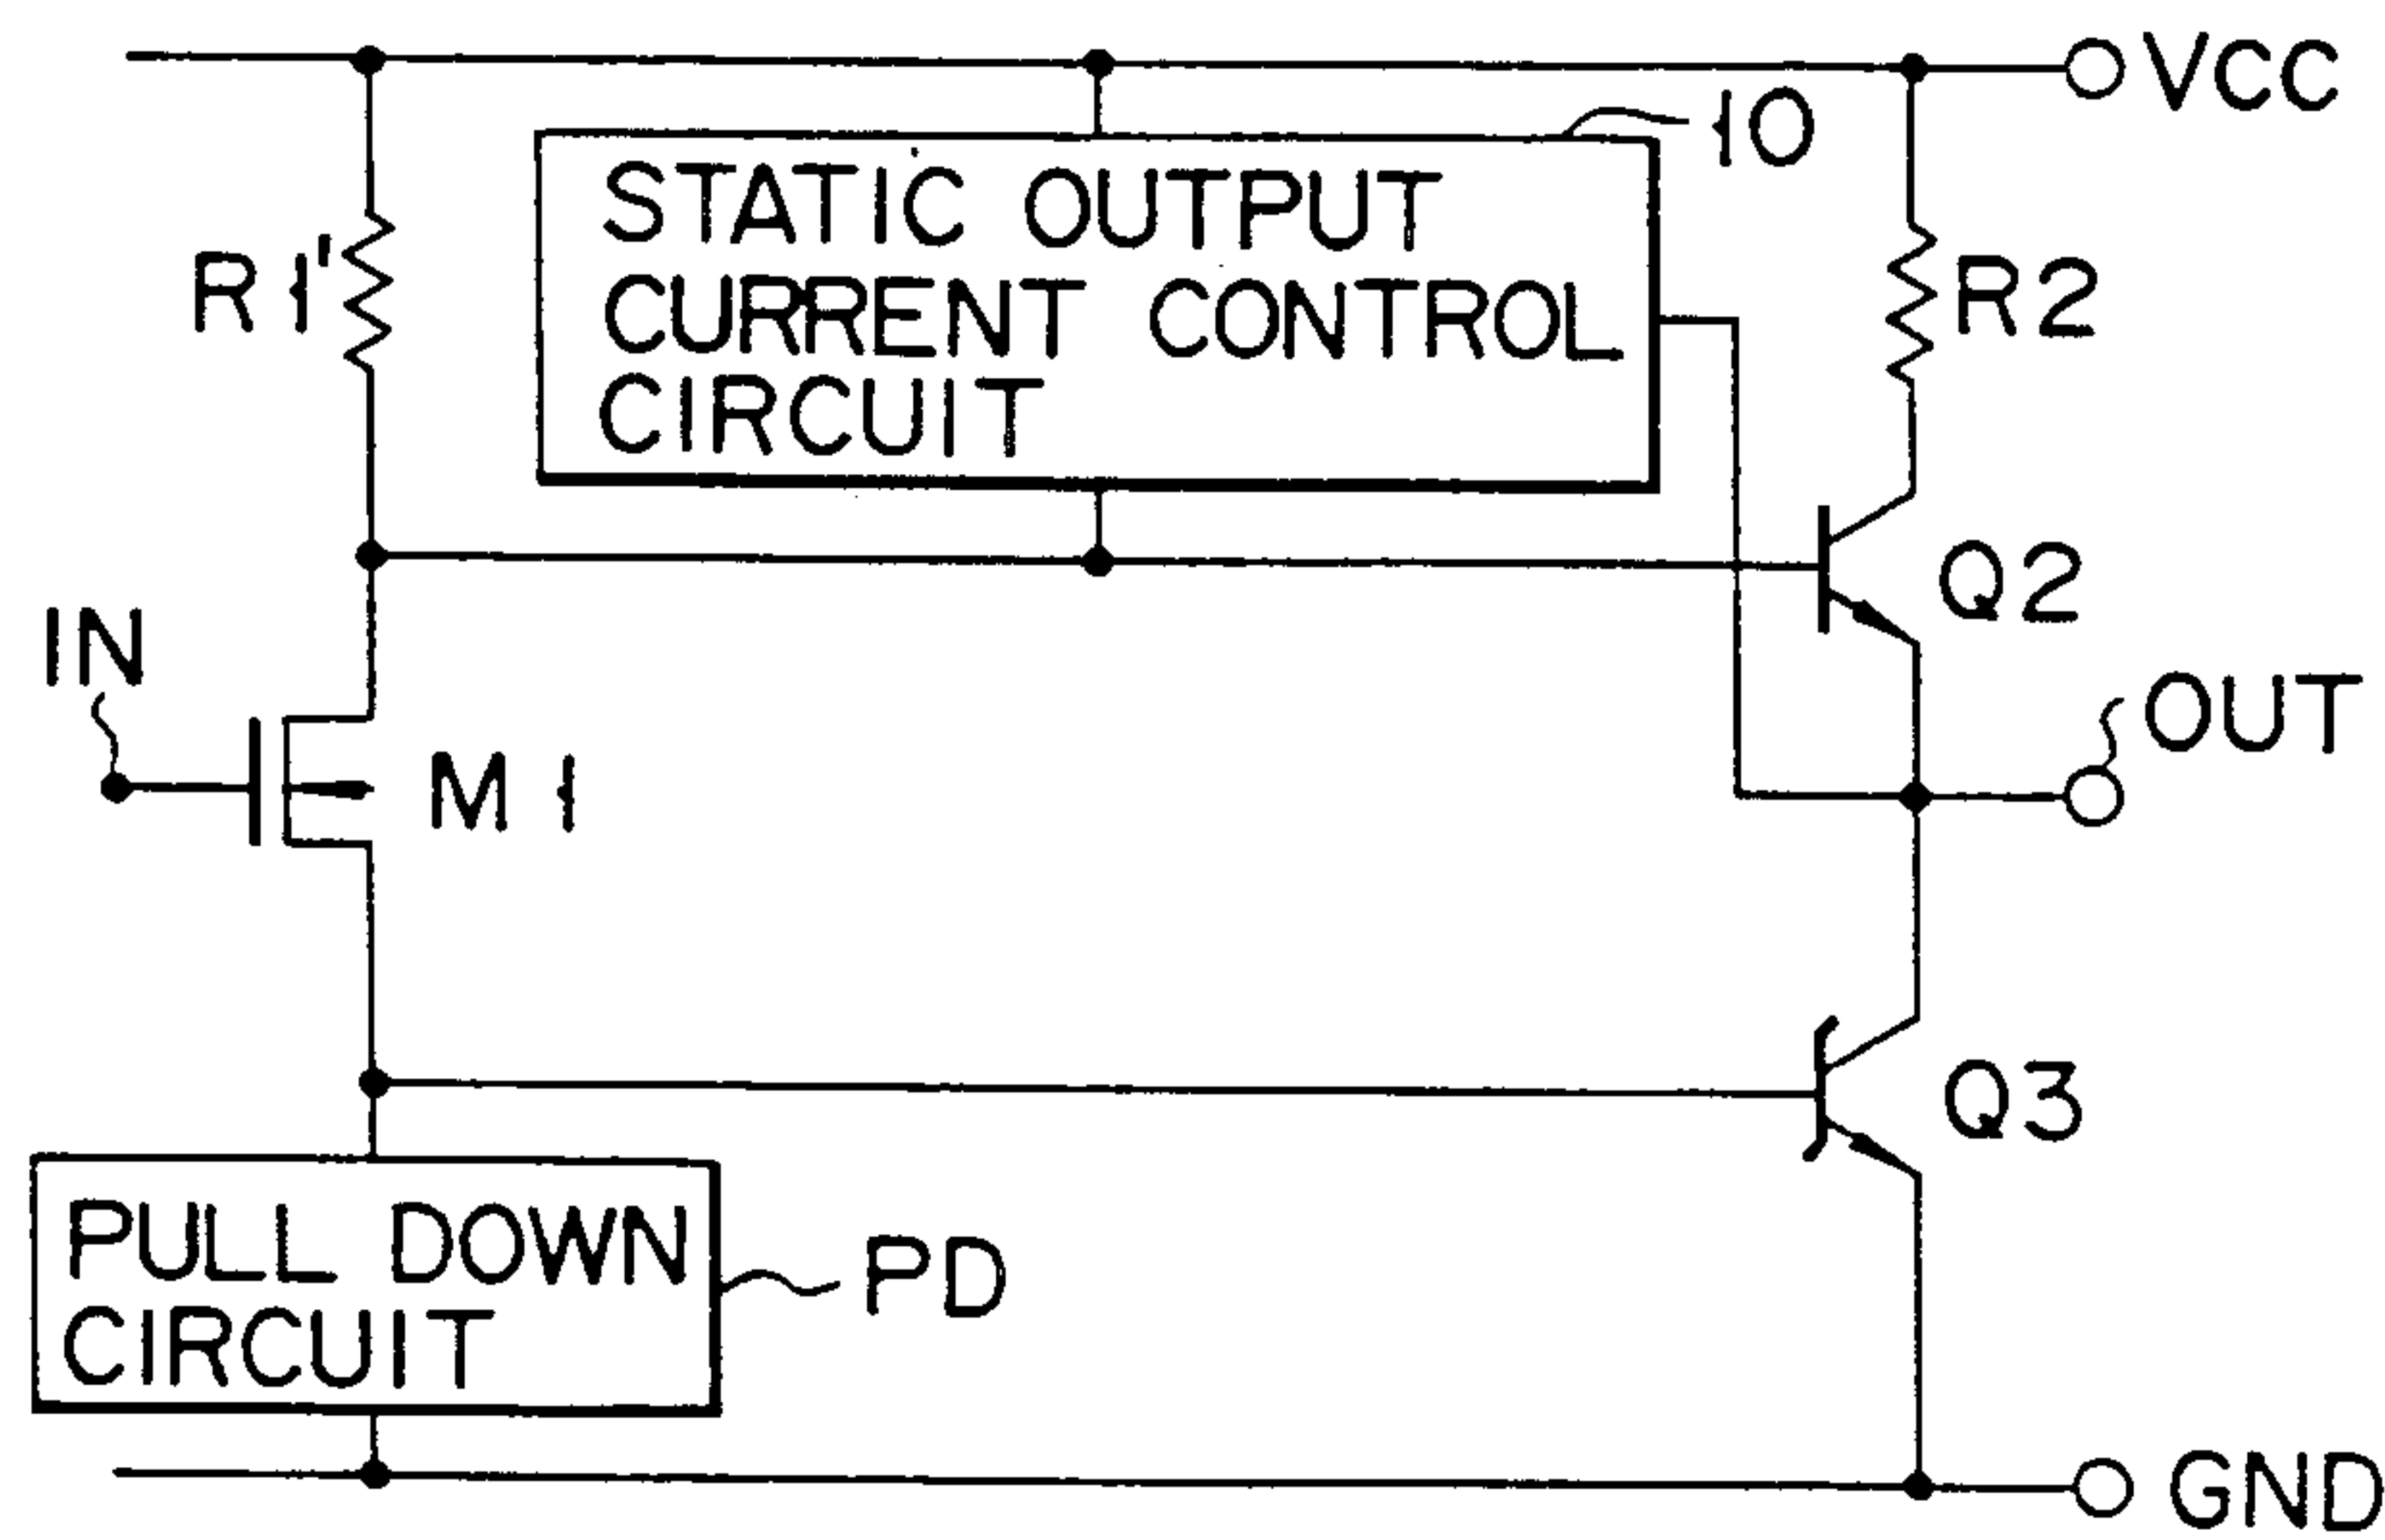 VCC
10
STATIC OUTPUT
CURRENT CONTROL
CIRCUIT
R1'
R2
Q2
IN
OUT
M1
Q3
PULL DOWN
CIRCUIT
PD
GND